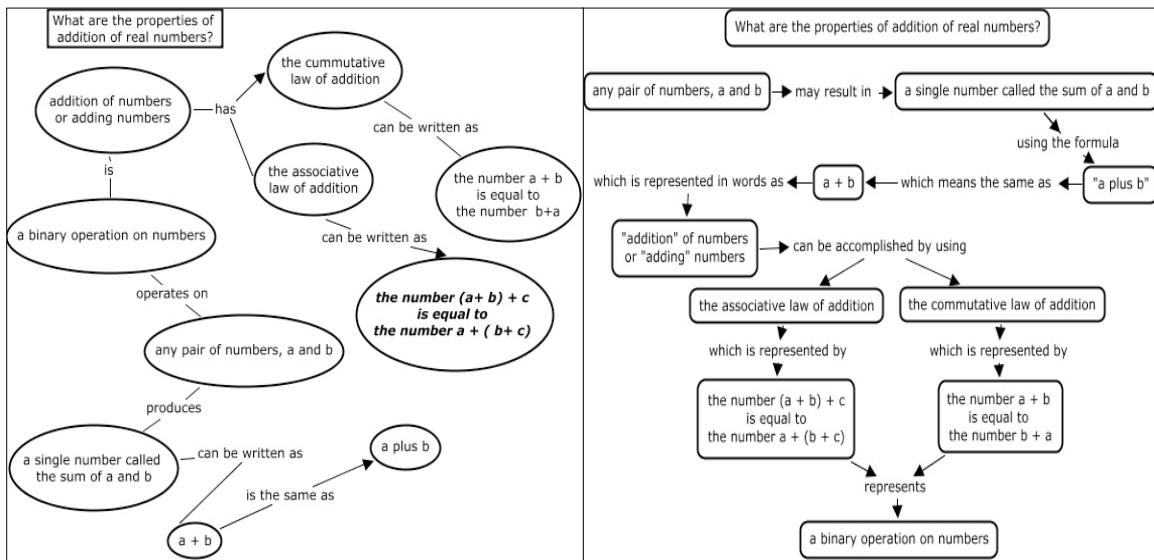 What are the properties of
addition of real numbers?
addition of numbers
or adding numbers
has
the cummutative
law of addition
can be written as
the number a + b
is equal to
the number b+a
the associative
law of addition
can be written as
the number (a+ b) + c
is equal to
the number a + ( b+ c)
is
a binary operation on numbers
operates on
any pair of numbers, a and b
produces
a single number called
the sum of a and b
can be written as
a + b
is the same as
a plus b
What are the properties of addition of real numbers?
any pair of numbers, a and b
may result in
a single number called the sum of a and b
using the formula
"a plus b"
which means the same as
a + b
which is represented in words as
"addition" of numbers
or "adding" numbers
can be accomplished by using
the associative law of addition
the commutative law of addition
which is represented by
which is represented by
the number (a + b) + c
is equal to
the number a + (b + c)
the number a + b
is equal to
the number b + a
represents
a binary operation on numbers